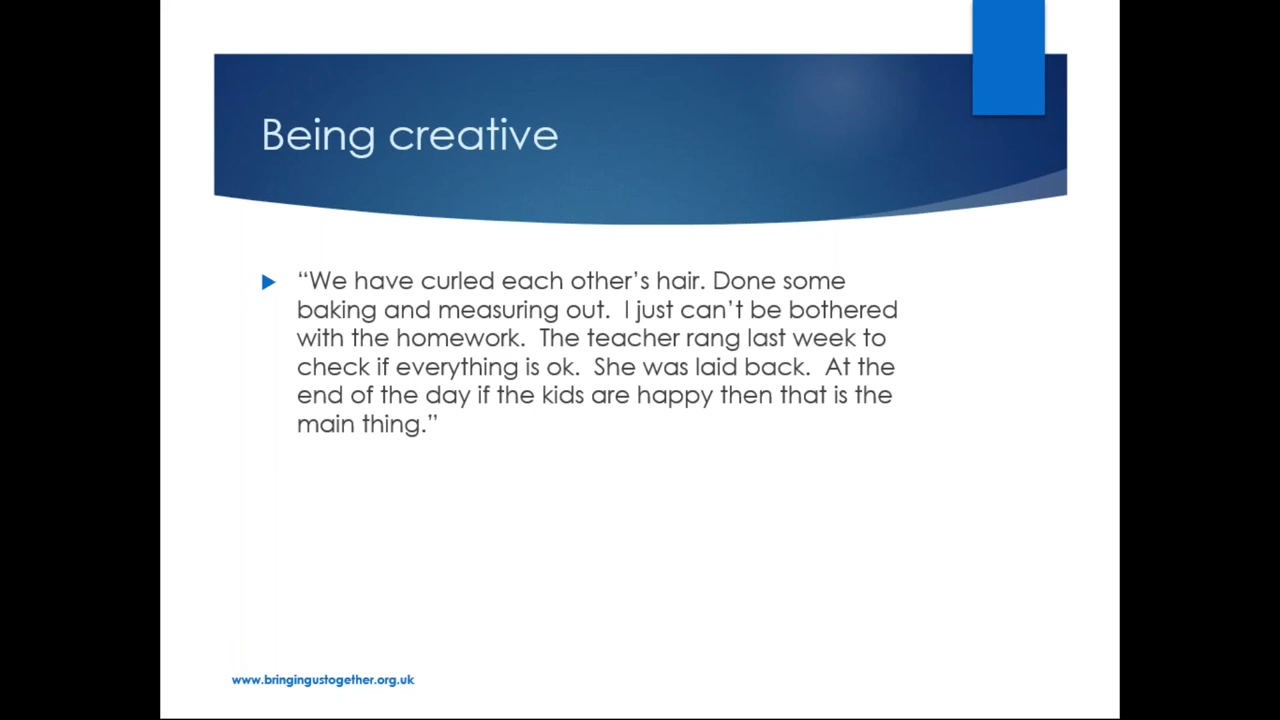 Being creative
“We have curled each other’s hair. Done some
baking and measuring out.  I just can’t be bothered
with the homework.  The teacher rang last week to
check if everything is ok.  She was laid back.  At the
end of the day if the kids are happy then that is the
main thing.”
www.bringingustogether.org.uk